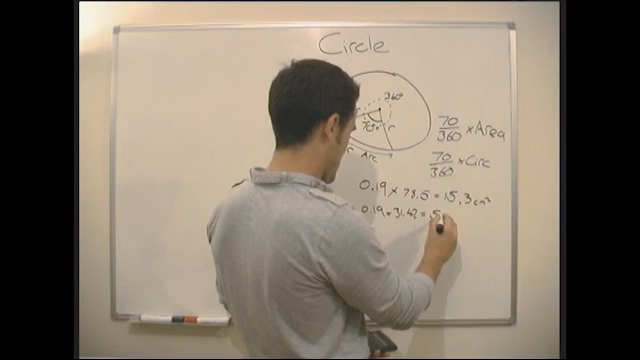 Circle
360°
70°
r
r
Arc
70/360 × Area
70/360 × Circ
0.19 × 78.5 = 15.3 cm²
0.19 × 31.42 = 5